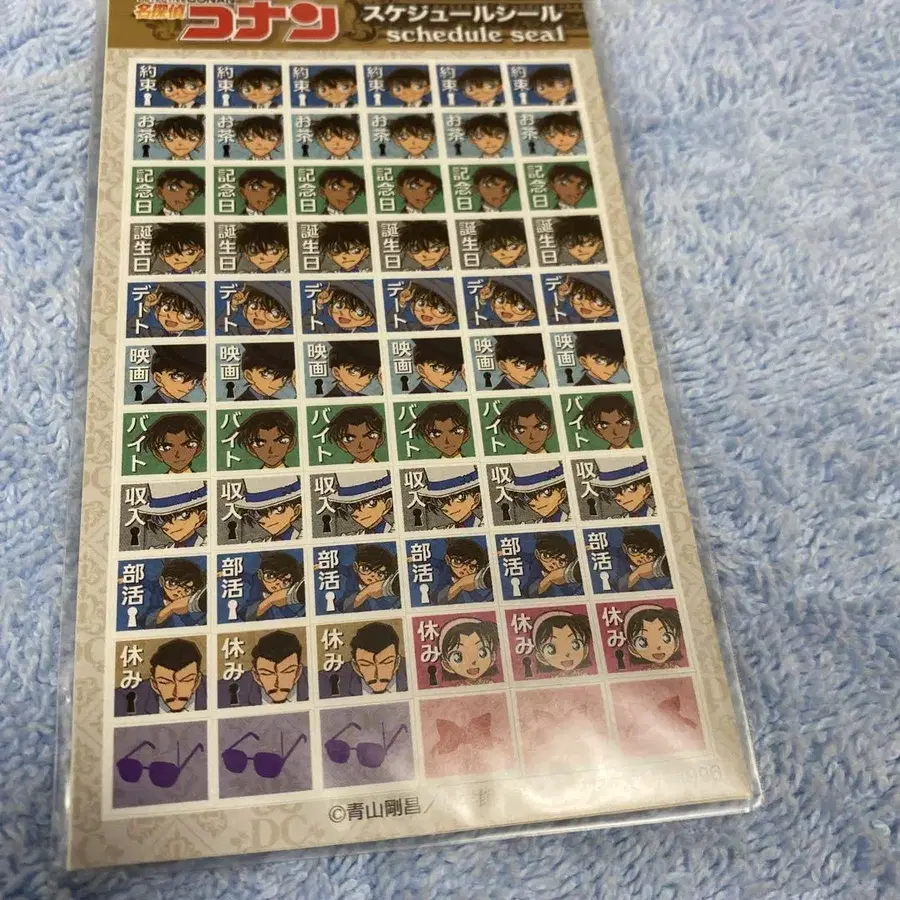 名探偵コナン スケジュールシール
schedule seal
約束 約束 約束 約束 約束 約束
お茶 お茶 お茶 お茶 お茶 お茶
記念日 記念日 記念日 記念日 記念日 記念日
誕生日 誕生日 誕生日 誕生日 誕生日 誕生日
デート デート デート デート デート デート
映画 映画 映画 映画 映画 映画
バイト バイト バイト バイト バイト バイト
収入 収入 収入 収入 収入 収入
部活 部活 部活 部活 部活 部活
休み 休み 休み 休み 休み 休み
©青山剛昌/
DC